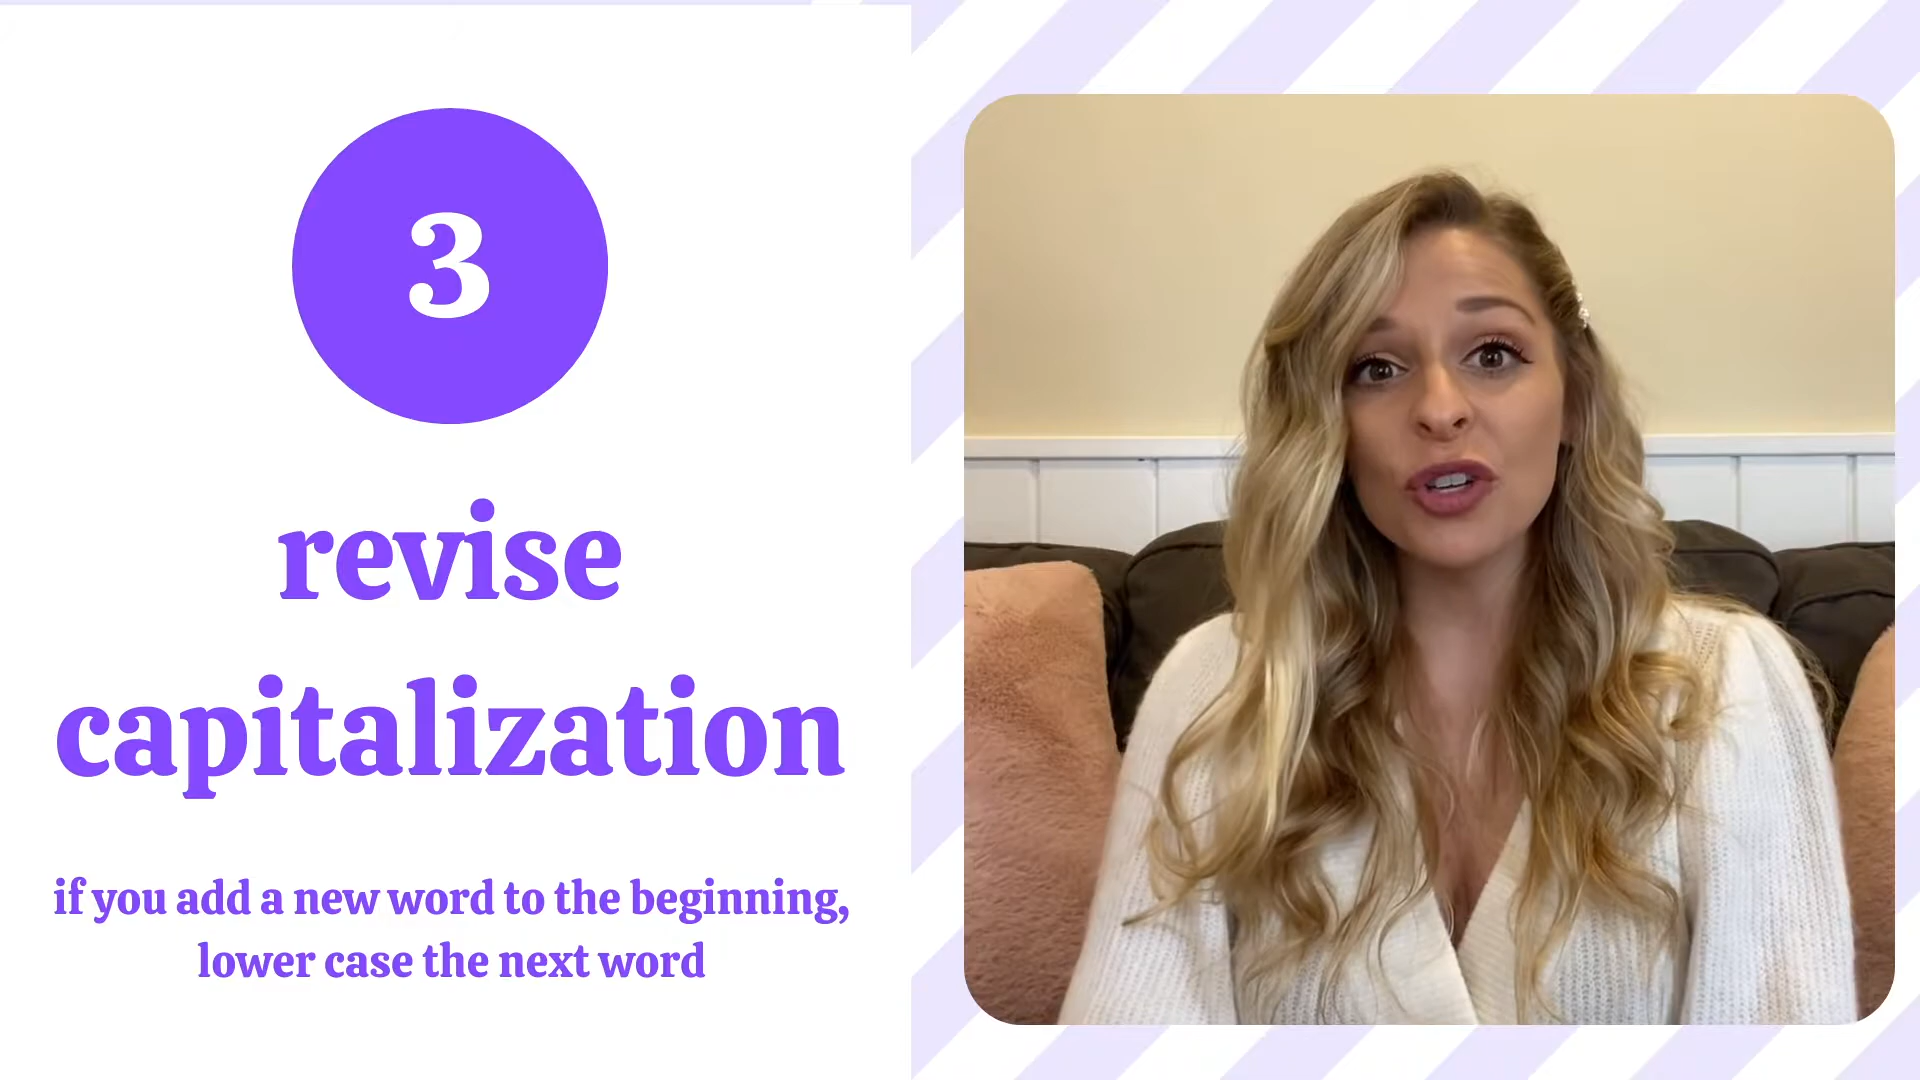 3
revise
capitalization
if you add a new word to the beginning,
lower case the next word